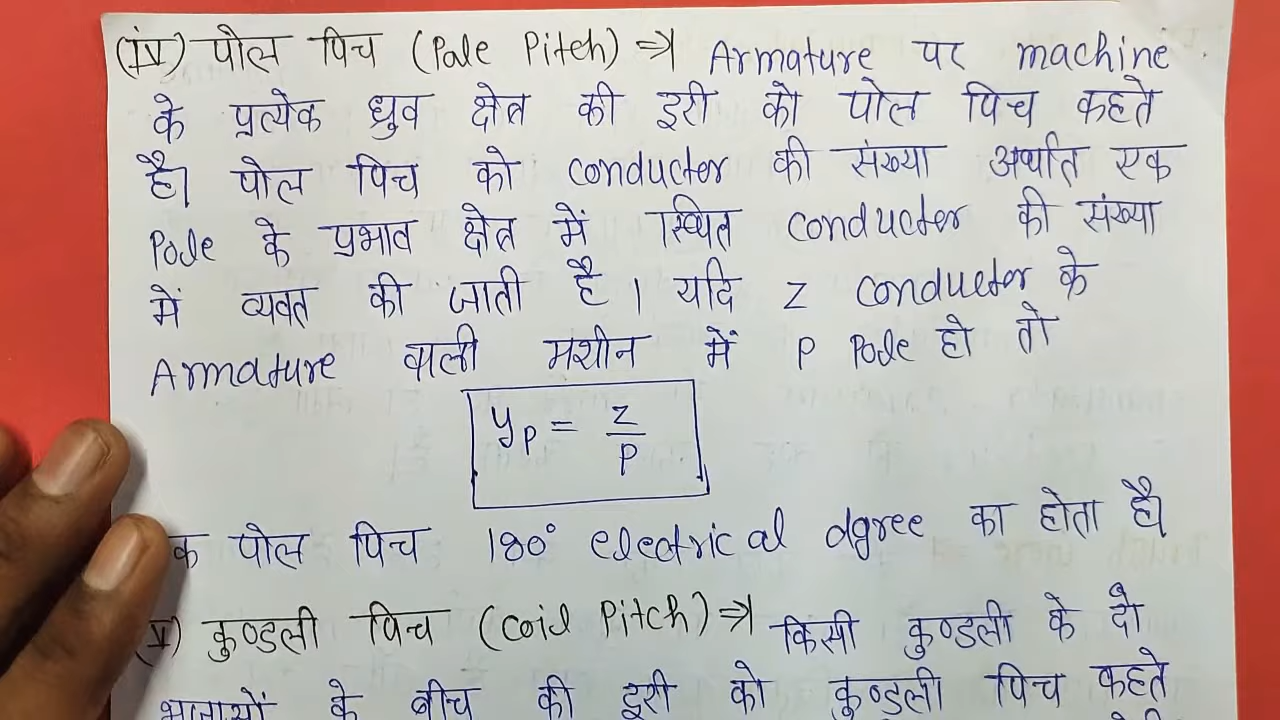 (iv) पोल पिच (Pole Pitch) ⇒ Armature पर machine
के प्रत्येक ध्रुव क्षेत्र की दूरी को पोल पिच कहते
है। पोल पिच को conductor की संख्या अर्थात एक
Pole के प्रभाव क्षेत्र में स्थित conductor की संख्या
में व्यक्त की जाती है। यदि Z conductor के
Armature वाली मशीन में P Pole हो तो
yP = Z/P
क पोल पिच 180° electrical dgree का होता है।
(v) कुण्डली पिच (Coil Pitch) ⇒ किसी कुण्डली के दो
के बीच की दूरी को कुण्डली पिच कहते